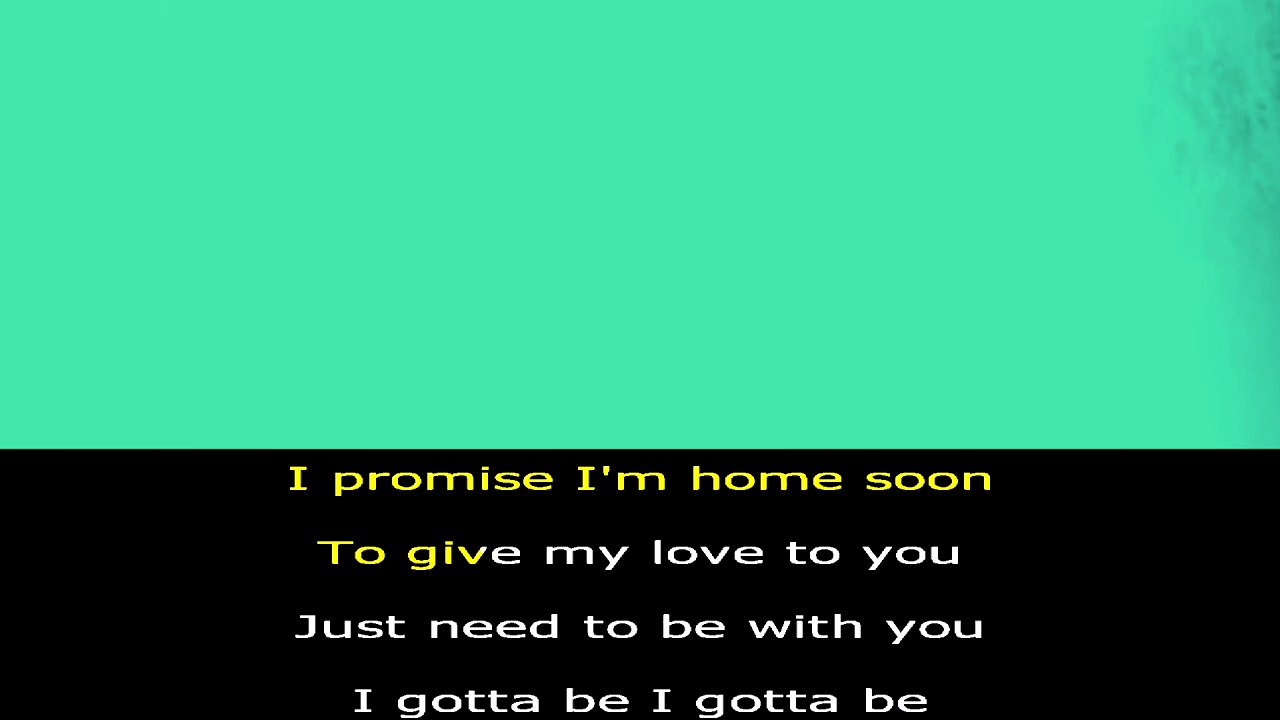 I promise I'm home soon
To give my love to you
Just need to be with you
I gotta be I gotta be